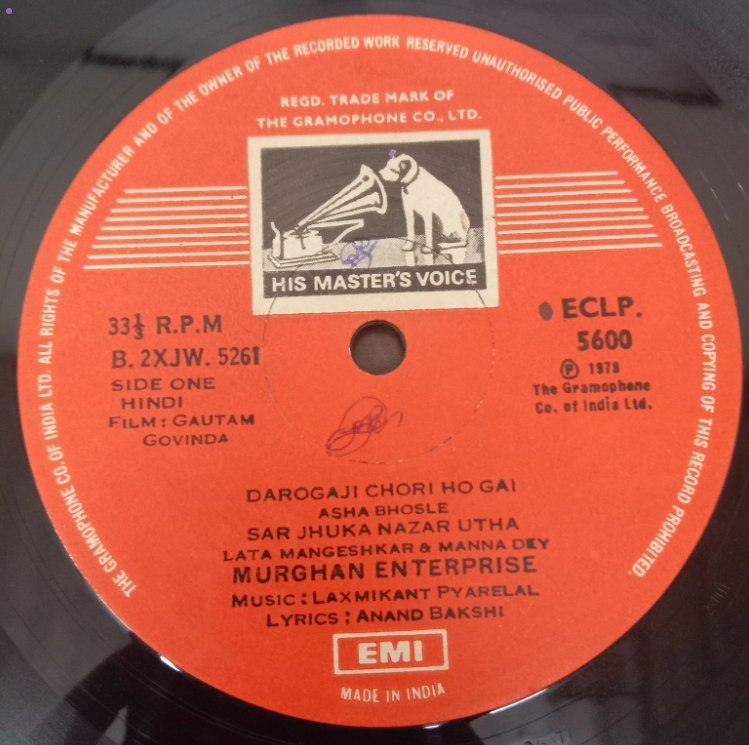 THE GRAMOPHONE CO. OF INDIA LTD. ALL RIGHTS OF THE MANUFACTURER AND OF THE OWNER OF THE RECORDED WORK RESERVED UNAUTHORISED PUBLIC PERFORMANCE BROADCASTING AND COPYING OF THIS RECORD PROHIBITED.
REGD. TRADE MARK OF
THE GRAMOPHONE CO., LTD.
HIS MASTER'S VOICE
33⅓ R.P.M
B. 2XJW. 5261
SIDE ONE
HINDI
FILM : GAUTAM
GOVINDA
ECLP.
5600
Ⓟ 1978
The Gramophone
Co. of India Ltd.
DAROGAJI CHORI HO GAI
ASHA BHOSLE
SAR JHUKA NAZAR UTHA
LATA MANGESHKAR & MANNA DEY
MURGHAN ENTERPRISE
MUSIC : LAXMIKANT PYARELAL
LYRICS : ANAND BAKSHI
EMI
MADE IN INDIA